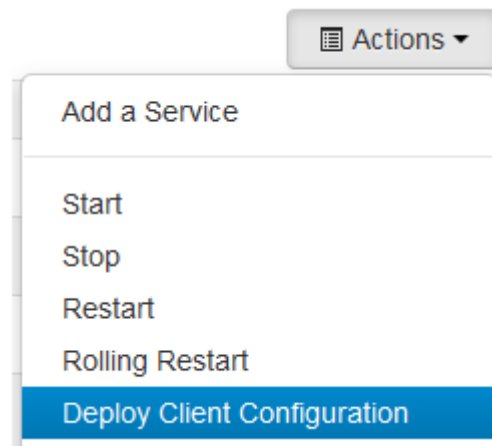 Actions
Add a Service
Start
Stop
Restart
Rolling Restart
Deploy Client Configuration